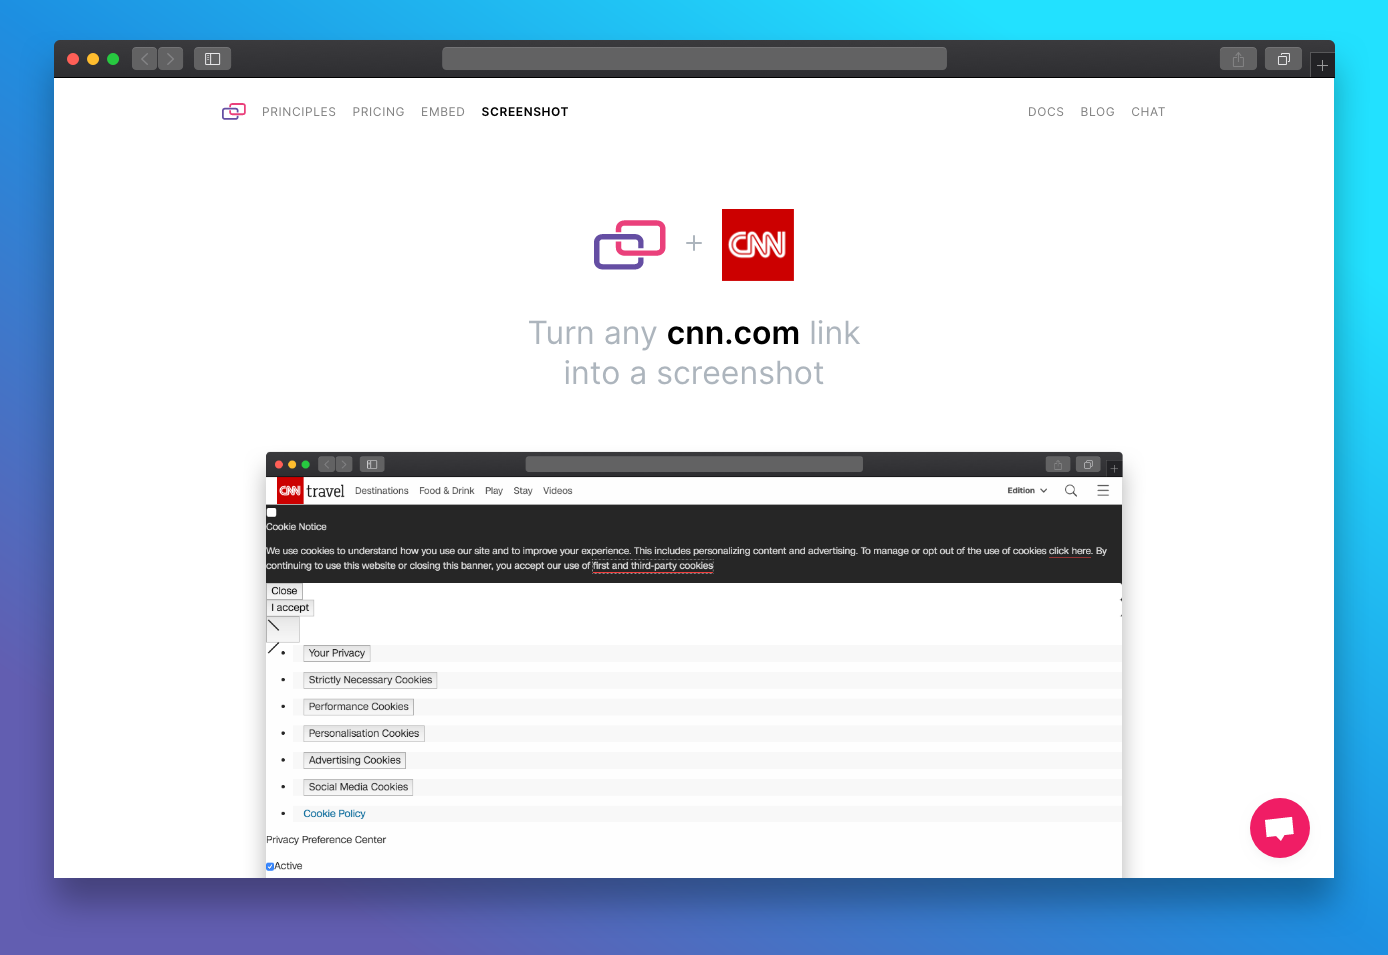 PRINCIPLES PRICING EMBED SCREENSHOT DOCS BLOG CHAT
+ CNN
Turn any cnn.com link
into a screenshot
CNN travel Destinations Food & Drink Play Stay Videos Edition
Cookie Notice
We use cookies to understand how you use our site and to improve your experience. This includes personalizing content and advertising. To manage or opt out of the use of cookies click here. By
continuing to use this website or closing this banner, you accept our use of first and third-party cookies
Close
I accept
Your Privacy
Strictly Necessary Cookies
Performance Cookies
Personalisation Cookies
Advertising Cookies
Social Media Cookies
Cookie Policy
Privacy Preference Center
Active